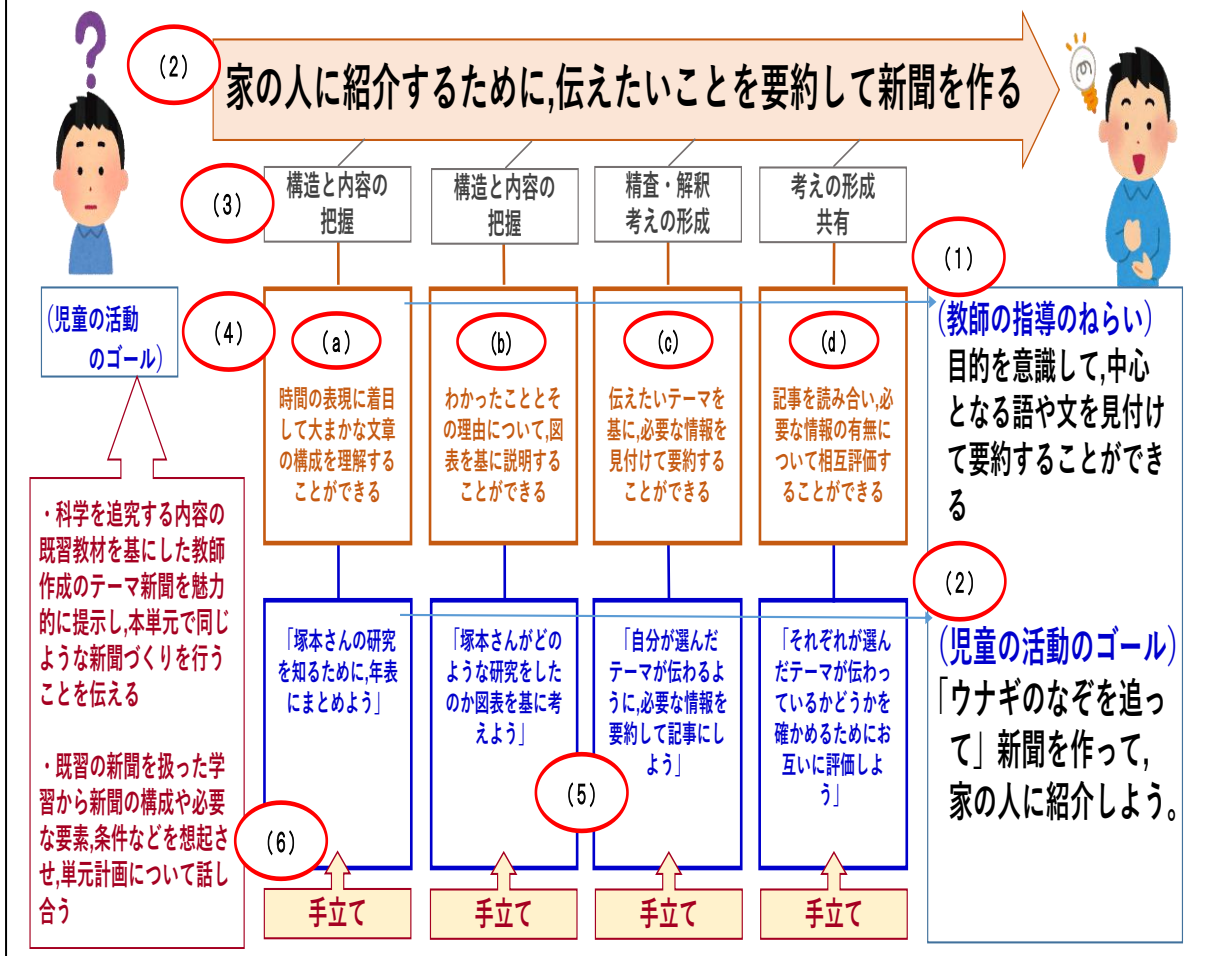 ?
(2)
家の人に紹介するために,伝えたいことを要約して新聞を作る
(3)
構造と内容の
把握
構造と内容の
把握
精査・解釈
考えの形成
考えの形成
共有
(1)
(児童の活動
のゴール)
(4)
(a)
時間の表現に着目
して大まかな文章
の構成を理解する
ことができる
(b)
わかったこととそ
の理由について,図
表を基に説明する
ことができる
(c)
伝えたいテーマを
基に,必要な情報を
見付けて要約する
ことができる
(d)
記事を読み合い,必
要な情報の有無に
ついて相互評価す
ることができる
(教師の指導のねらい)
目的を意識して,中心
となる語や文を見付け
て要約することができ
る
・科学を追究する内容の
既習教材を基にした教師
作成のテーマ新聞を魅力
的に提示し,本単元で同じ
ような新聞づくりを行う
ことを伝える
・既習の新聞を扱った学
習から新聞の構成や必要
な要素,条件などを想起さ
せ,単元計画について話し
合う
「塚本さんの研究
を知るために,年表
にまとめよう」
「塚本さんがどの
ような研究をした
のか図表を基に考
えよう」
「自分が選んだ
テーマが伝わるよ
うに,必要な情報を
要約して記事にし
よう」
「それぞれが選ん
だテーマが伝わっ
ているかどうかを
確かめるためにお
互いに評価しよ
う」
(5)
(6)
(2)
(児童の活動のゴール)
「ウナギのなぞを追っ
て」新聞を作って,
家の人に紹介しよう。
手立て
手立て
手立て
手立て